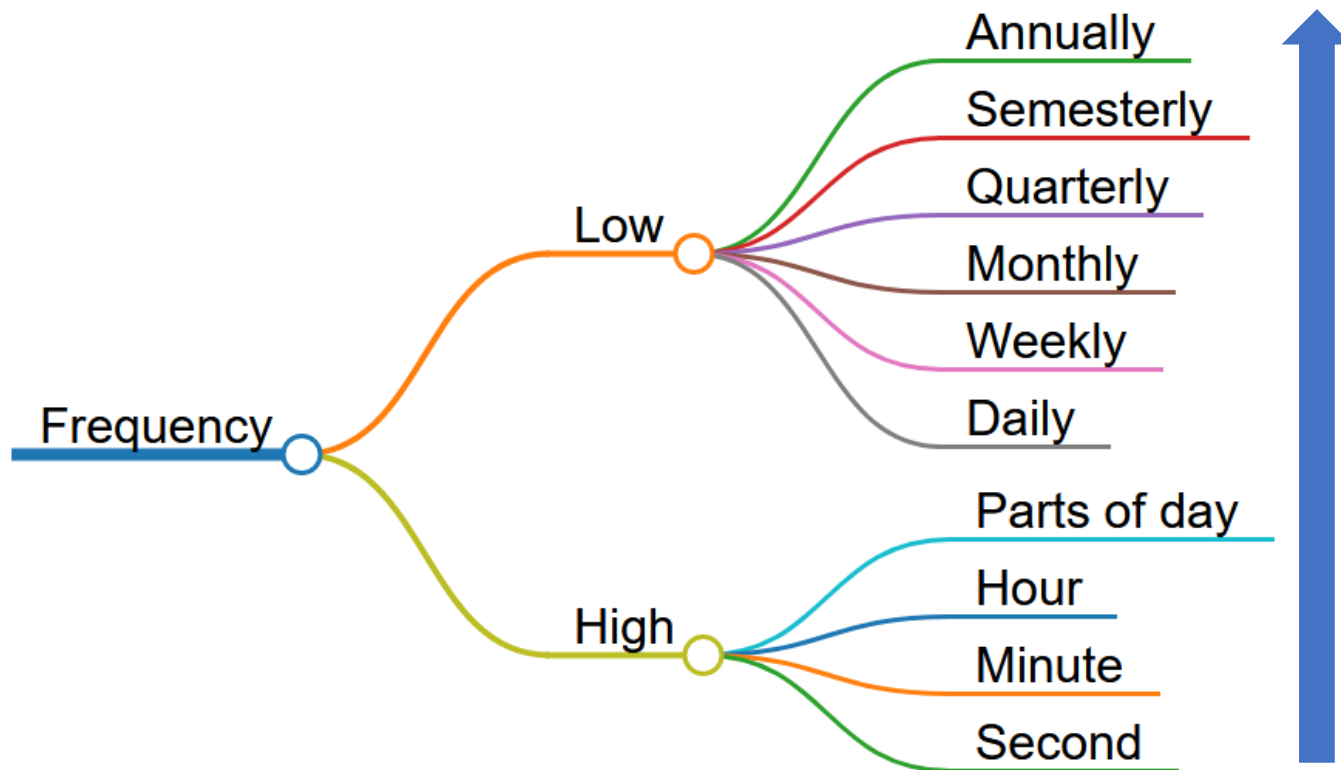 Frequency
Low
Annually
Semesterly
Quarterly
Monthly
Weekly
Daily
High
Parts of day
Hour
Minute
Second